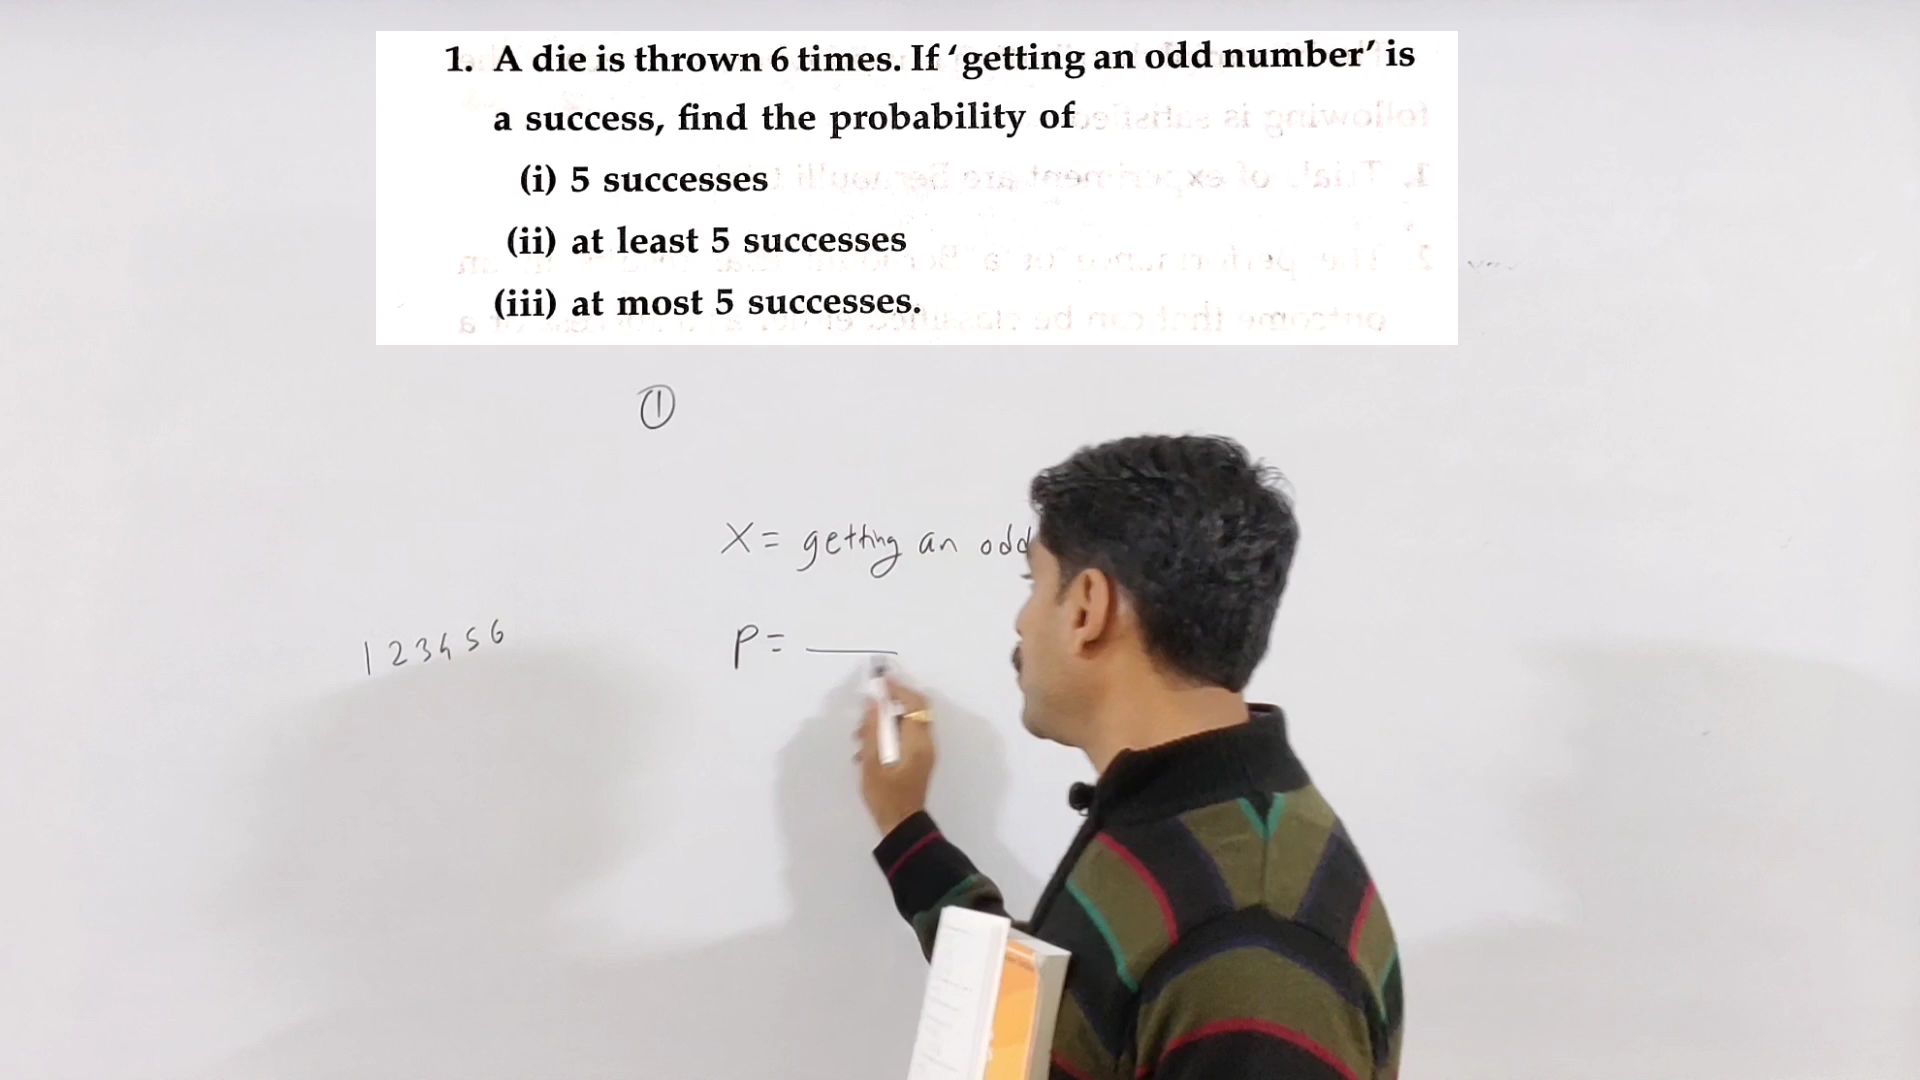 1. A die is thrown 6 times. If ‘getting an odd number’ is
a success, find the probability of
(i) 5 successes
(ii) at least 5 successes
(iii) at most 5 successes.
①
X = getting an odd
1 2 3 4 5 6
P =